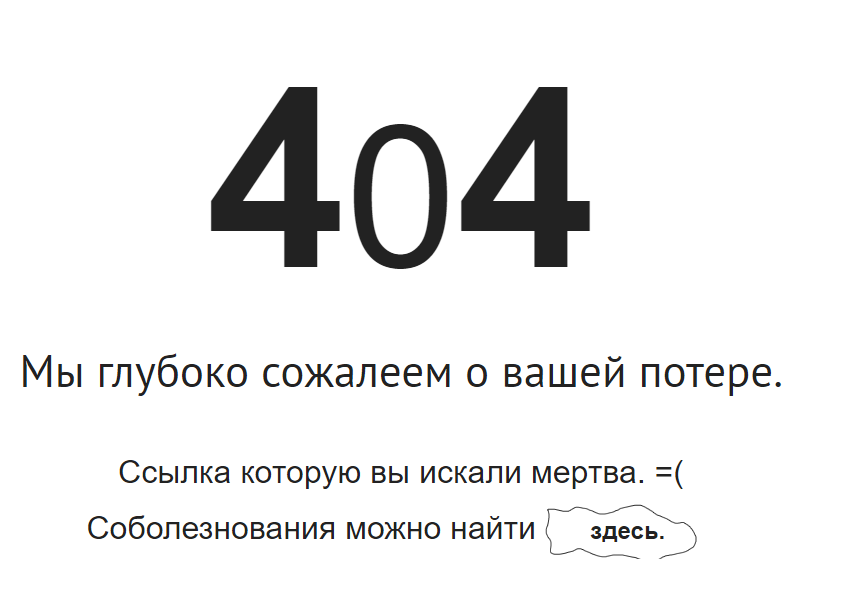 404
Мы глубоко сожалеем о вашей потере.
Ссылка которую вы искали мертва. =(
Соболезнования можно найти здесь.